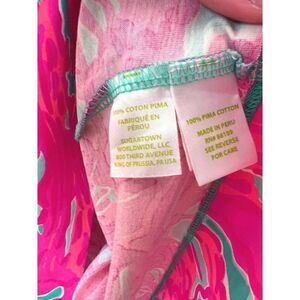 100% COTON PIMA
FABRIQUÉ EN
PÉROU
SUGARTOWN
WORLDWIDE, LLC
800 THIRD AVENUE
KING OF PRUSSIA, PA USA
100% PIMA COTTON
MADE IN PERU
RN# 88189
SEE REVERSE
FOR CARE